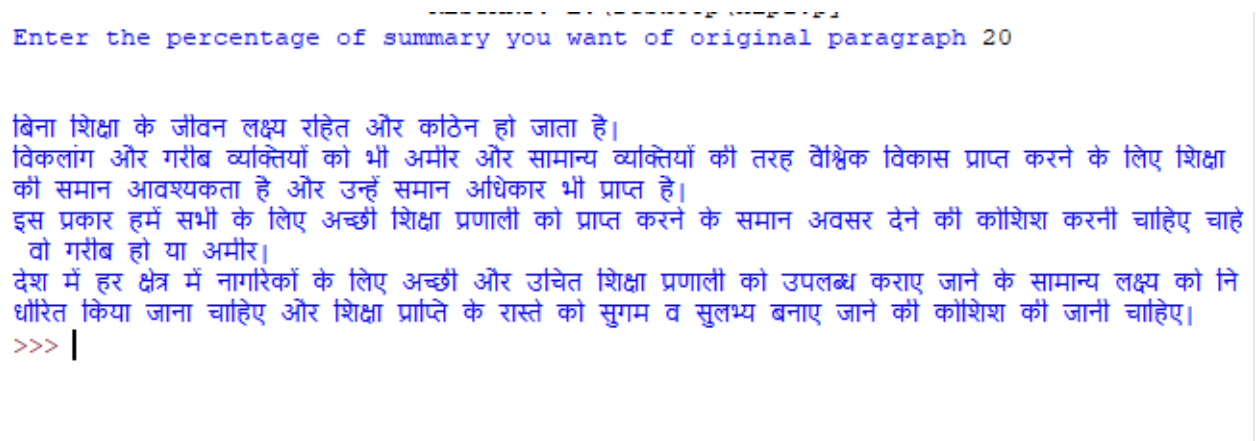 Enter the percentage of summary you want of original paragraph 20
बिना शिक्षा के जीवन लक्ष्य रहित और कठिन हो जाता है।
विकलांग और गरीब व्यक्तियों को भी अमीर और सामान्य व्यक्तियों की तरह वैश्विक विकास प्राप्त करने के लिए शिक्षा
की समान आवश्यकता है और उन्हें समान अधिकार भी प्राप्त है।
इस प्रकार हमें सभी के लिए अच्छी शिक्षा प्रणाली को प्राप्त करने के समान अवसर देने की कोशिश करनी चाहिए चाहे
वो गरीब हो या अमीर।
देश में हर क्षेत्र में नागरिकों के लिए अच्छी और उचित शिक्षा प्रणाली को उपलब्ध कराए जाने के सामान्य लक्ष्य को नि
र्धारित किया जाना चाहिए और शिक्षा प्राप्ति के रास्ते को सुगम व सुलभ्य बनाए जाने की कोशिश की जानी चाहिए।
>>>